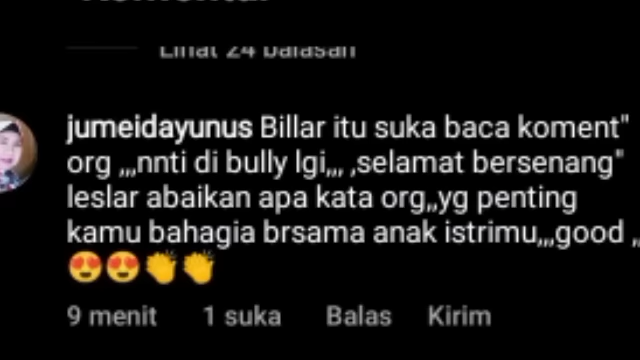 Lihat 24 balasan
jumeidayunus Billar itu suka baca koment"
org ,,,nnti di bully lgi,,, ,selamat bersenang"
leslar abaikan apa kata org,,yg penting
kamu bahagia brsama anak istrimu,,,good ,,
😍😍👏👏
9 menit 1 suka Balas Kirim